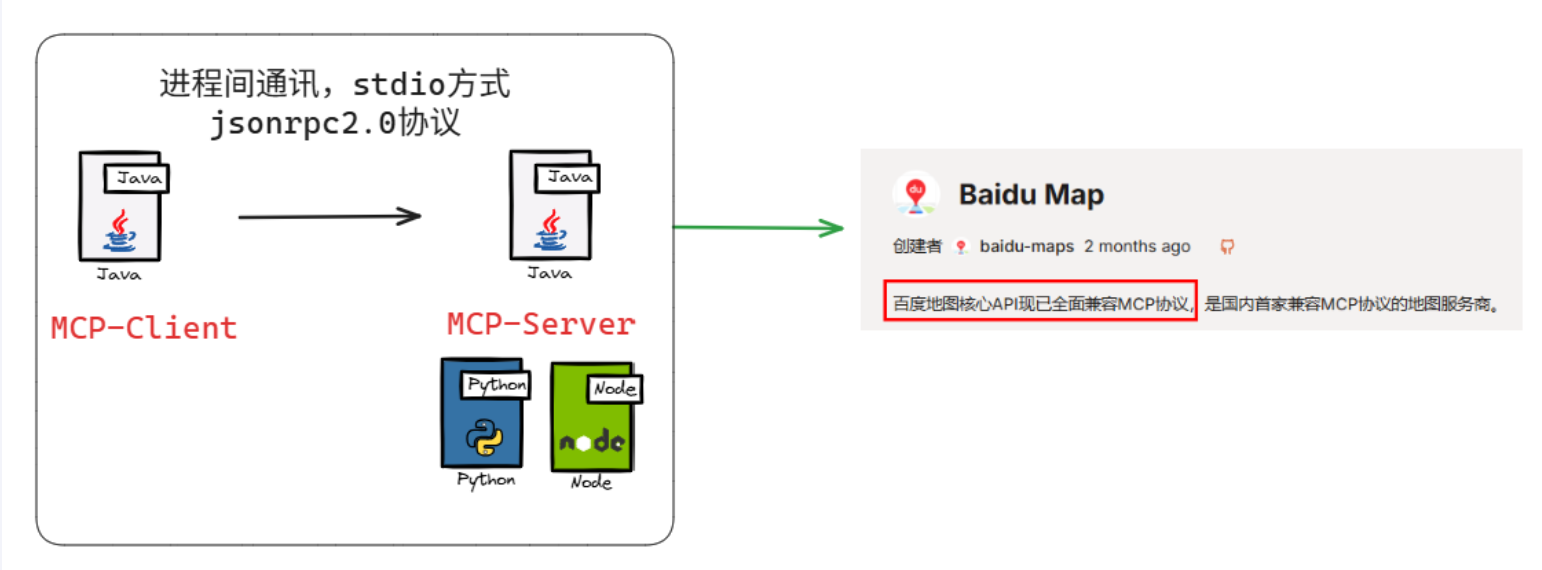 进程间通讯，stdio方式
jsonrpc2.0协议
Java
Java
MCP-Client
Java
Java
MCP-Server
Python
Python
Node
node
Node
du
Baidu Map
创建者 baidu-maps 2 months ago
百度地图核心API现已全面兼容MCP协议，是国内首家兼容MCP协议的地图服务商。